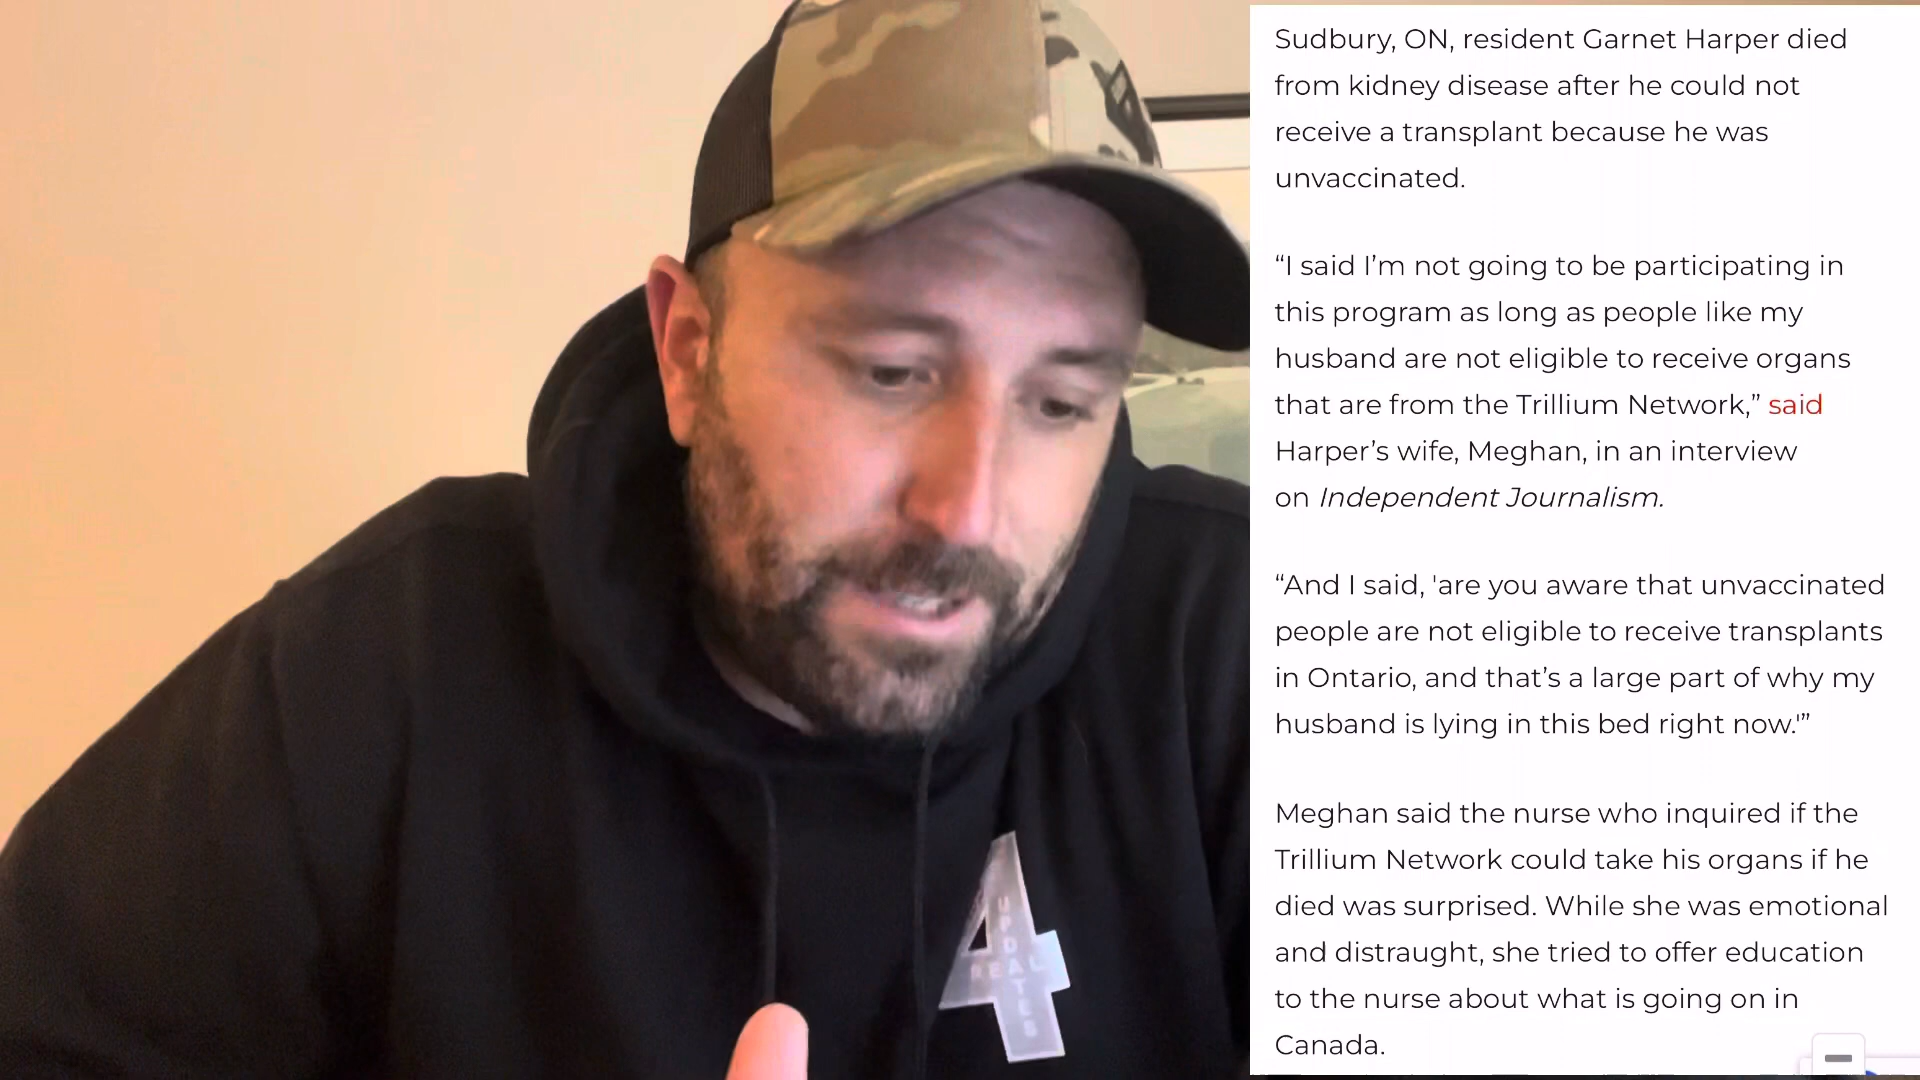 Sudbury, ON, resident Garnet Harper died
from kidney disease after he could not
receive a transplant because he was
unvaccinated.
“I said I’m not going to be participating in
this program as long as people like my
husband are not eligible to receive organs
that are from the Trillium Network,” said
Harper’s wife, Meghan, in an interview
on Independent Journalism.
“And I said, 'are you aware that unvaccinated
people are not eligible to receive transplants
in Ontario, and that’s a large part of why my
husband is lying in this bed right now.'”
Meghan said the nurse who inquired if the
Trillium Network could take his organs if he
died was surprised. While she was emotional
and distraught, she tried to offer education
to the nurse about what is going on in
Canada.
4
REAL
UPDATES